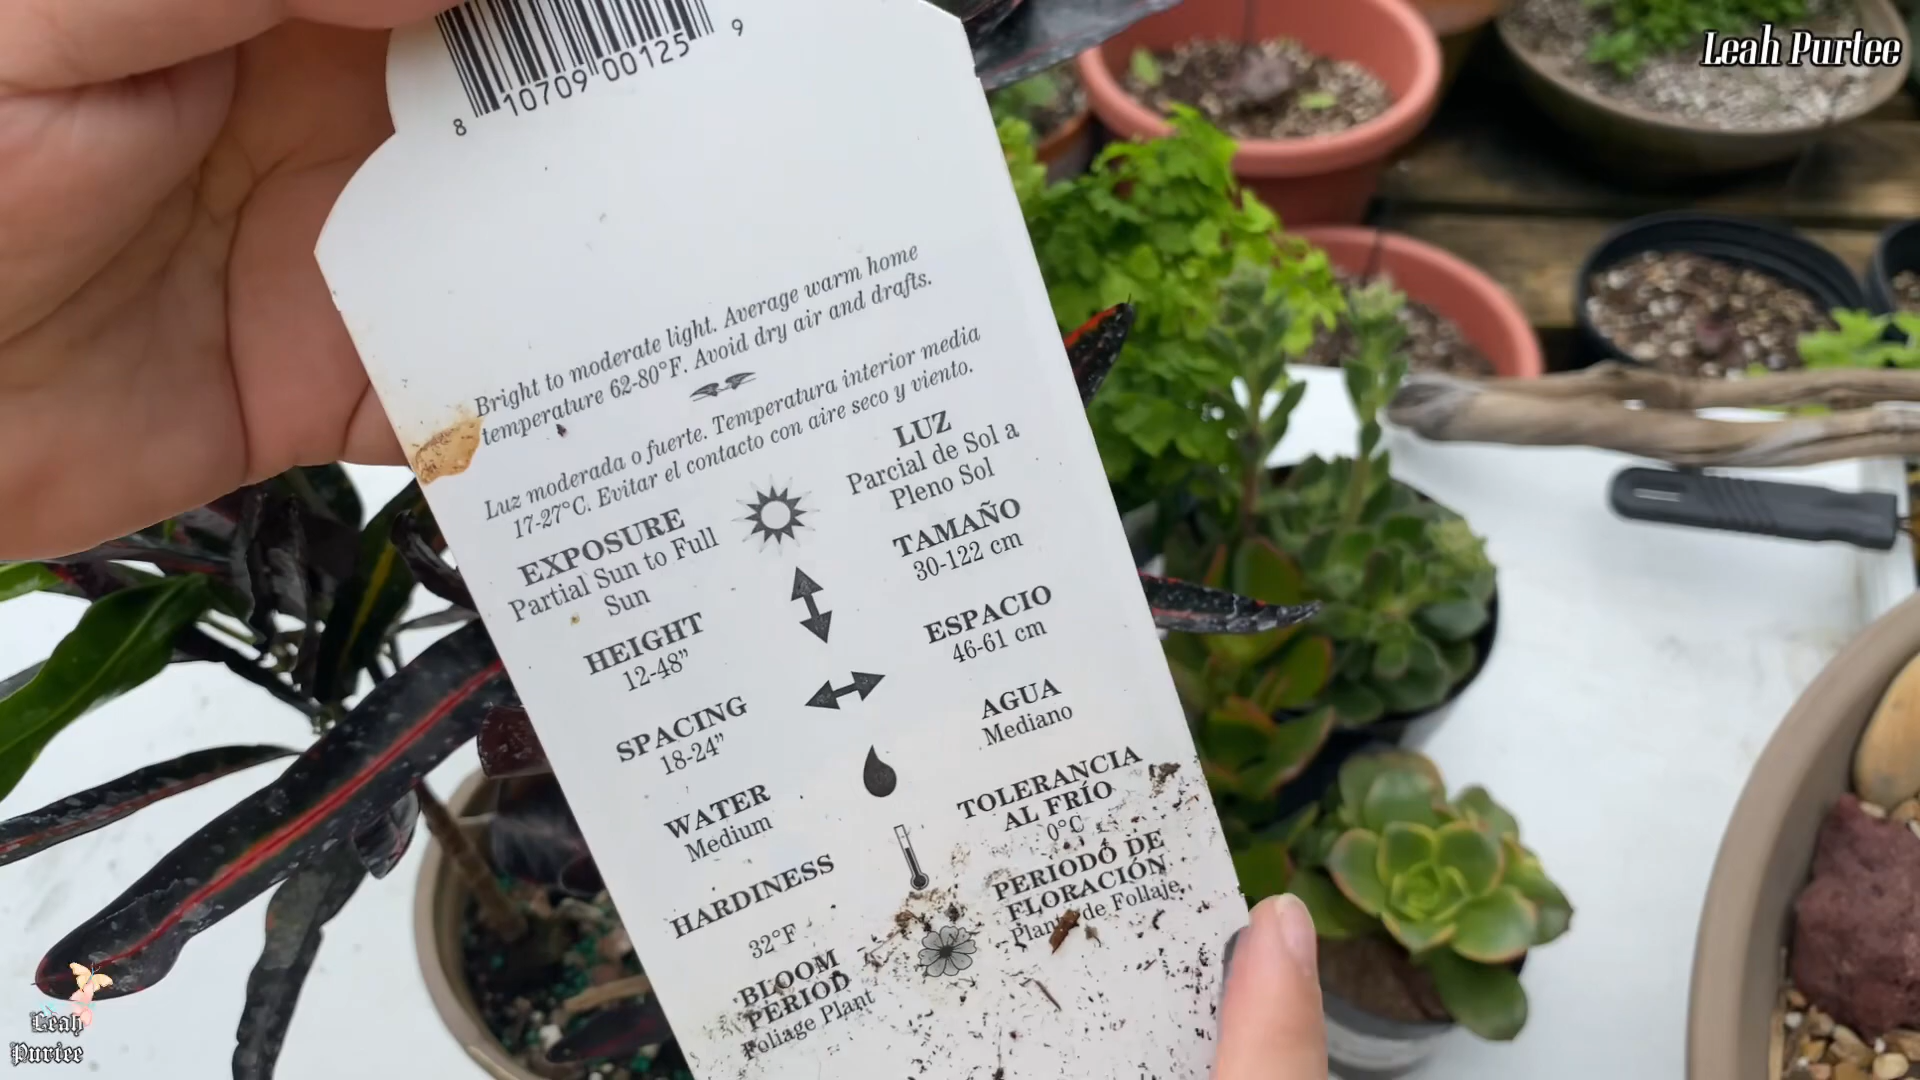 Leah Purtee
8 10709 00125 9
Bright to moderate light. Average warm home
temperature 62-80°F. Avoid dry air and drafts.
Luz moderada o fuerte. Temperatura interior media
17-27°C. Evitar el contacto con aire seco y viento.
EXPOSURE
Partial Sun to Full
Sun
LUZ
Parcial de Sol a
Pleno Sol
HEIGHT
12-48”
TAMAÑO
30-122 cm
SPACING
18-24”
ESPACIO
46-61 cm
WATER
Medium
AGUA
Mediano
HARDINESS
32°F
TOLERANCIA
AL FRÍO
0°C
BLOOM
PERIOD
Foliage Plant
PERIODO DE
FLORACIÓN
de Follaje
Leah
Purtee